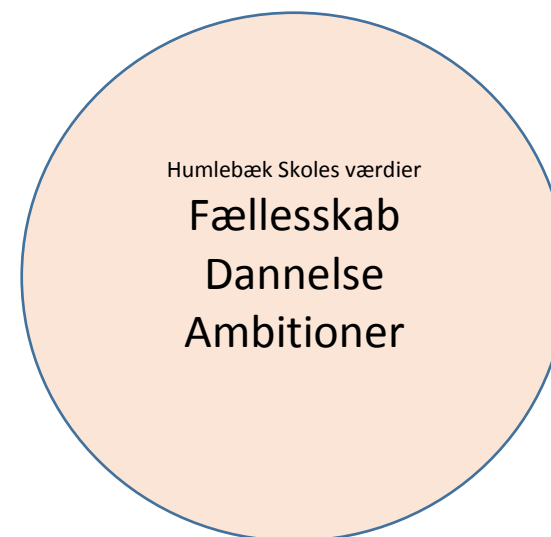 Humlebæk Skoles værdier
Fællesskab
Dannelse
Ambitioner